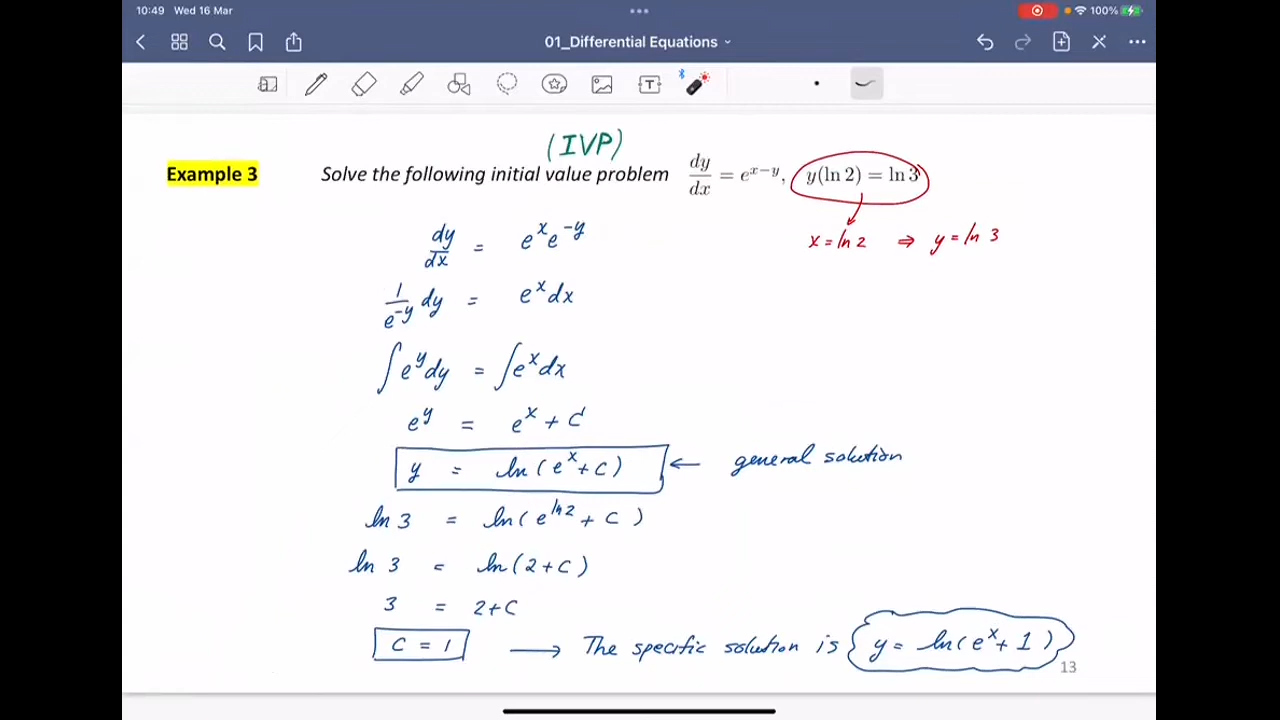 10:49 Wed 16 Mar
100%
01_Differential Equations
T
(IVP)
Example 3 Solve the following initial value problem dy/dx = e^{x−y}, y(ln 2) = ln 3
x = ln 2 ⇒ y = ln 3
dy/dx = e^x e^{-y}
1/e^{-y} dy = e^x dx
∫ e^y dy = ∫ e^x dx
e^y = e^x + C
y = ln(e^x + C) ← general solution
ln 3 = ln(e^{ln 2} + C)
ln 3 = ln(2 + C)
3 = 2 + C
C = 1 → The specific solution is y = ln(e^x + 1)
13